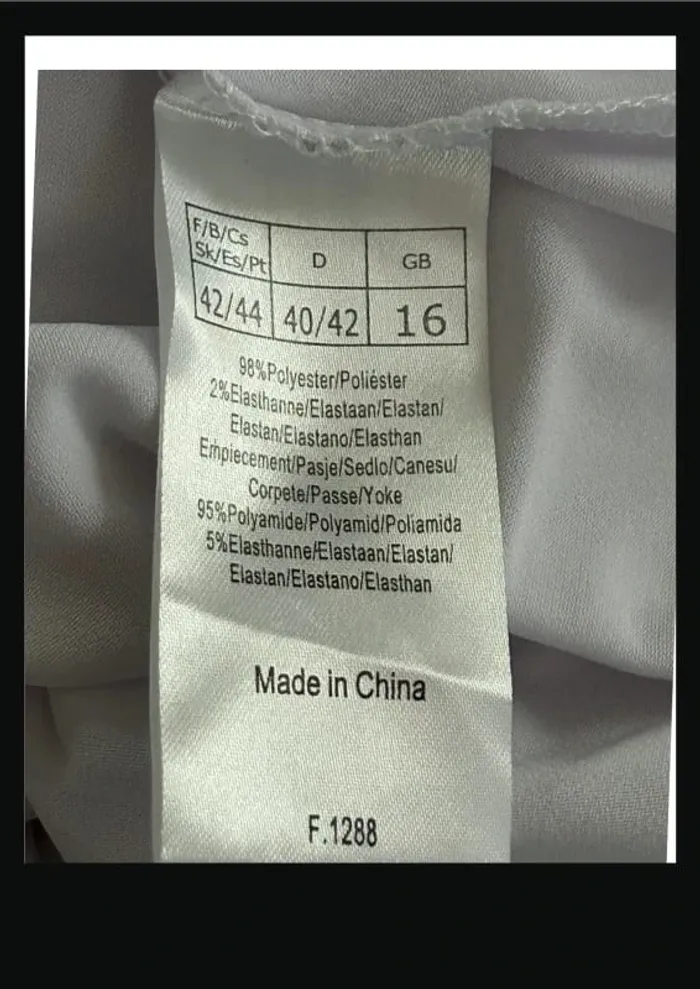 F/B/Cs
Sk/Es/Pt D GB
42/44 40/42 16
98%Polyester/Poliéster
2%Elasthanne/Elastaan/Elastan/
Elastan/Elastano/Elasthan
Empiecement/Pasje/Sedlo/Canesu/
Corpete/Passe/Yoke
95%Polyamide/Polyamid/Poliamida
5%Elasthanne/Elastaan/Elastan/
Elastan/Elastano/Elasthan
Made in China
F.1288